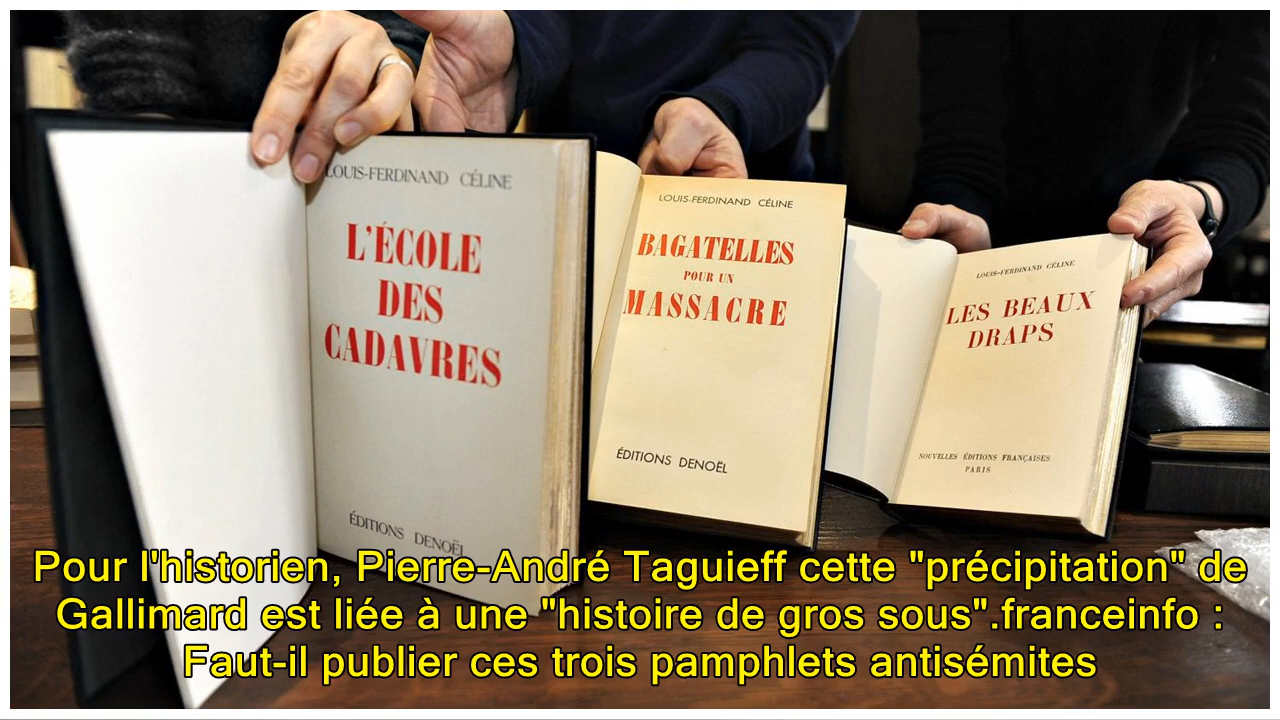 LOUIS-FERDINAND CÉLINE
L'ÉCOLE
DES
CADAVRES
ÉDITIONS DENOËL
LOUIS-FERDINAND CÉLINE
BAGATELLES
POUR UN
MASSACRE
ÉDITIONS DENOËL
LOUIS-FERDINAND CÉLINE
LES BEAUX
DRAPS
NOUVELLES ÉDITIONS FRANÇAISES
PARIS
Pour l'historien, Pierre-André Taguieff cette "précipitation" de
Gallimard est liée à une "histoire de gros sous".franceinfo :
Faut-il publier ces trois pamphlets antisémites